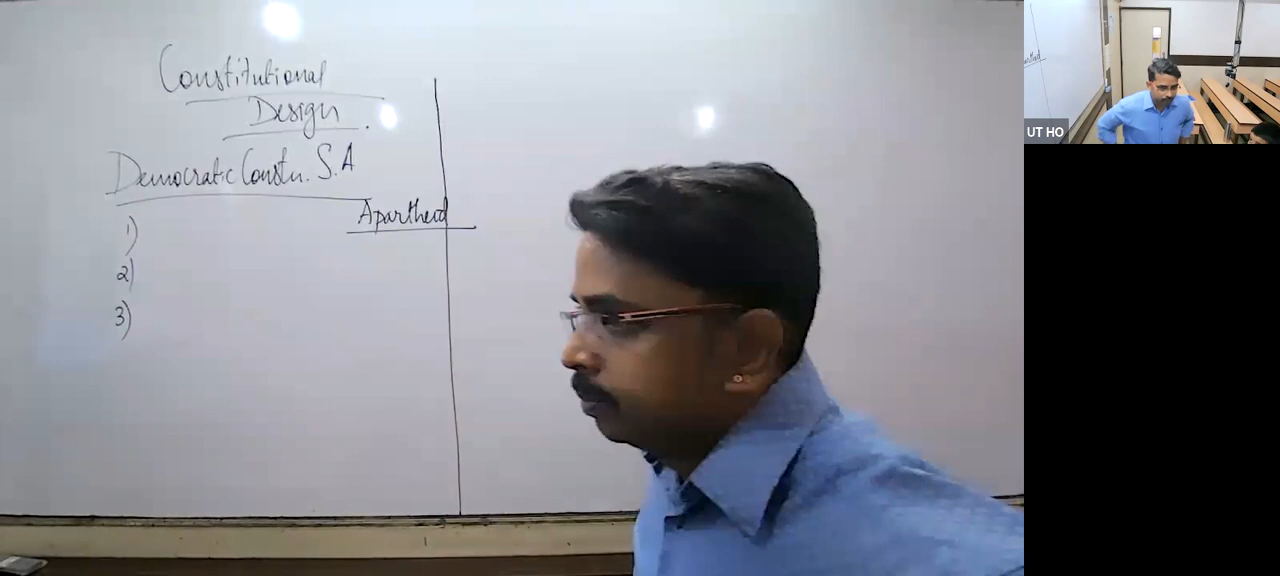 Constitutional
Design.
Democratic Constn. S.A
Apartheid
1)
2)
3)
UT HO